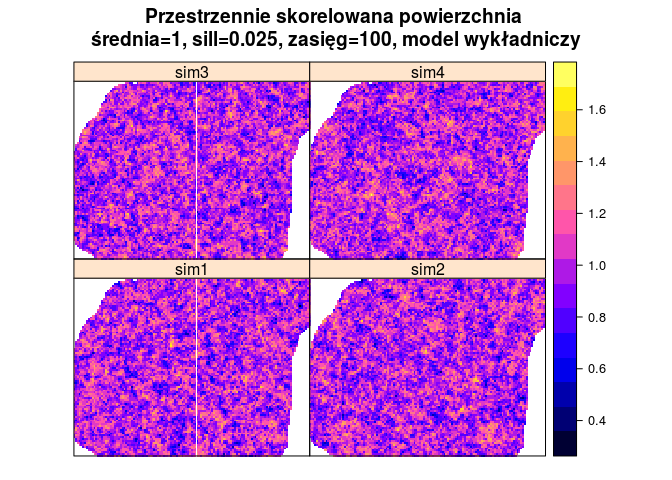 Przestrzennie skorelowana powierzchnia
średnia=1, sill=0.025, zasięg=100, model wykładniczy
sim3
sim4
sim1
sim2
1.6
1.4
1.2
1.0
0.8
0.6
0.4